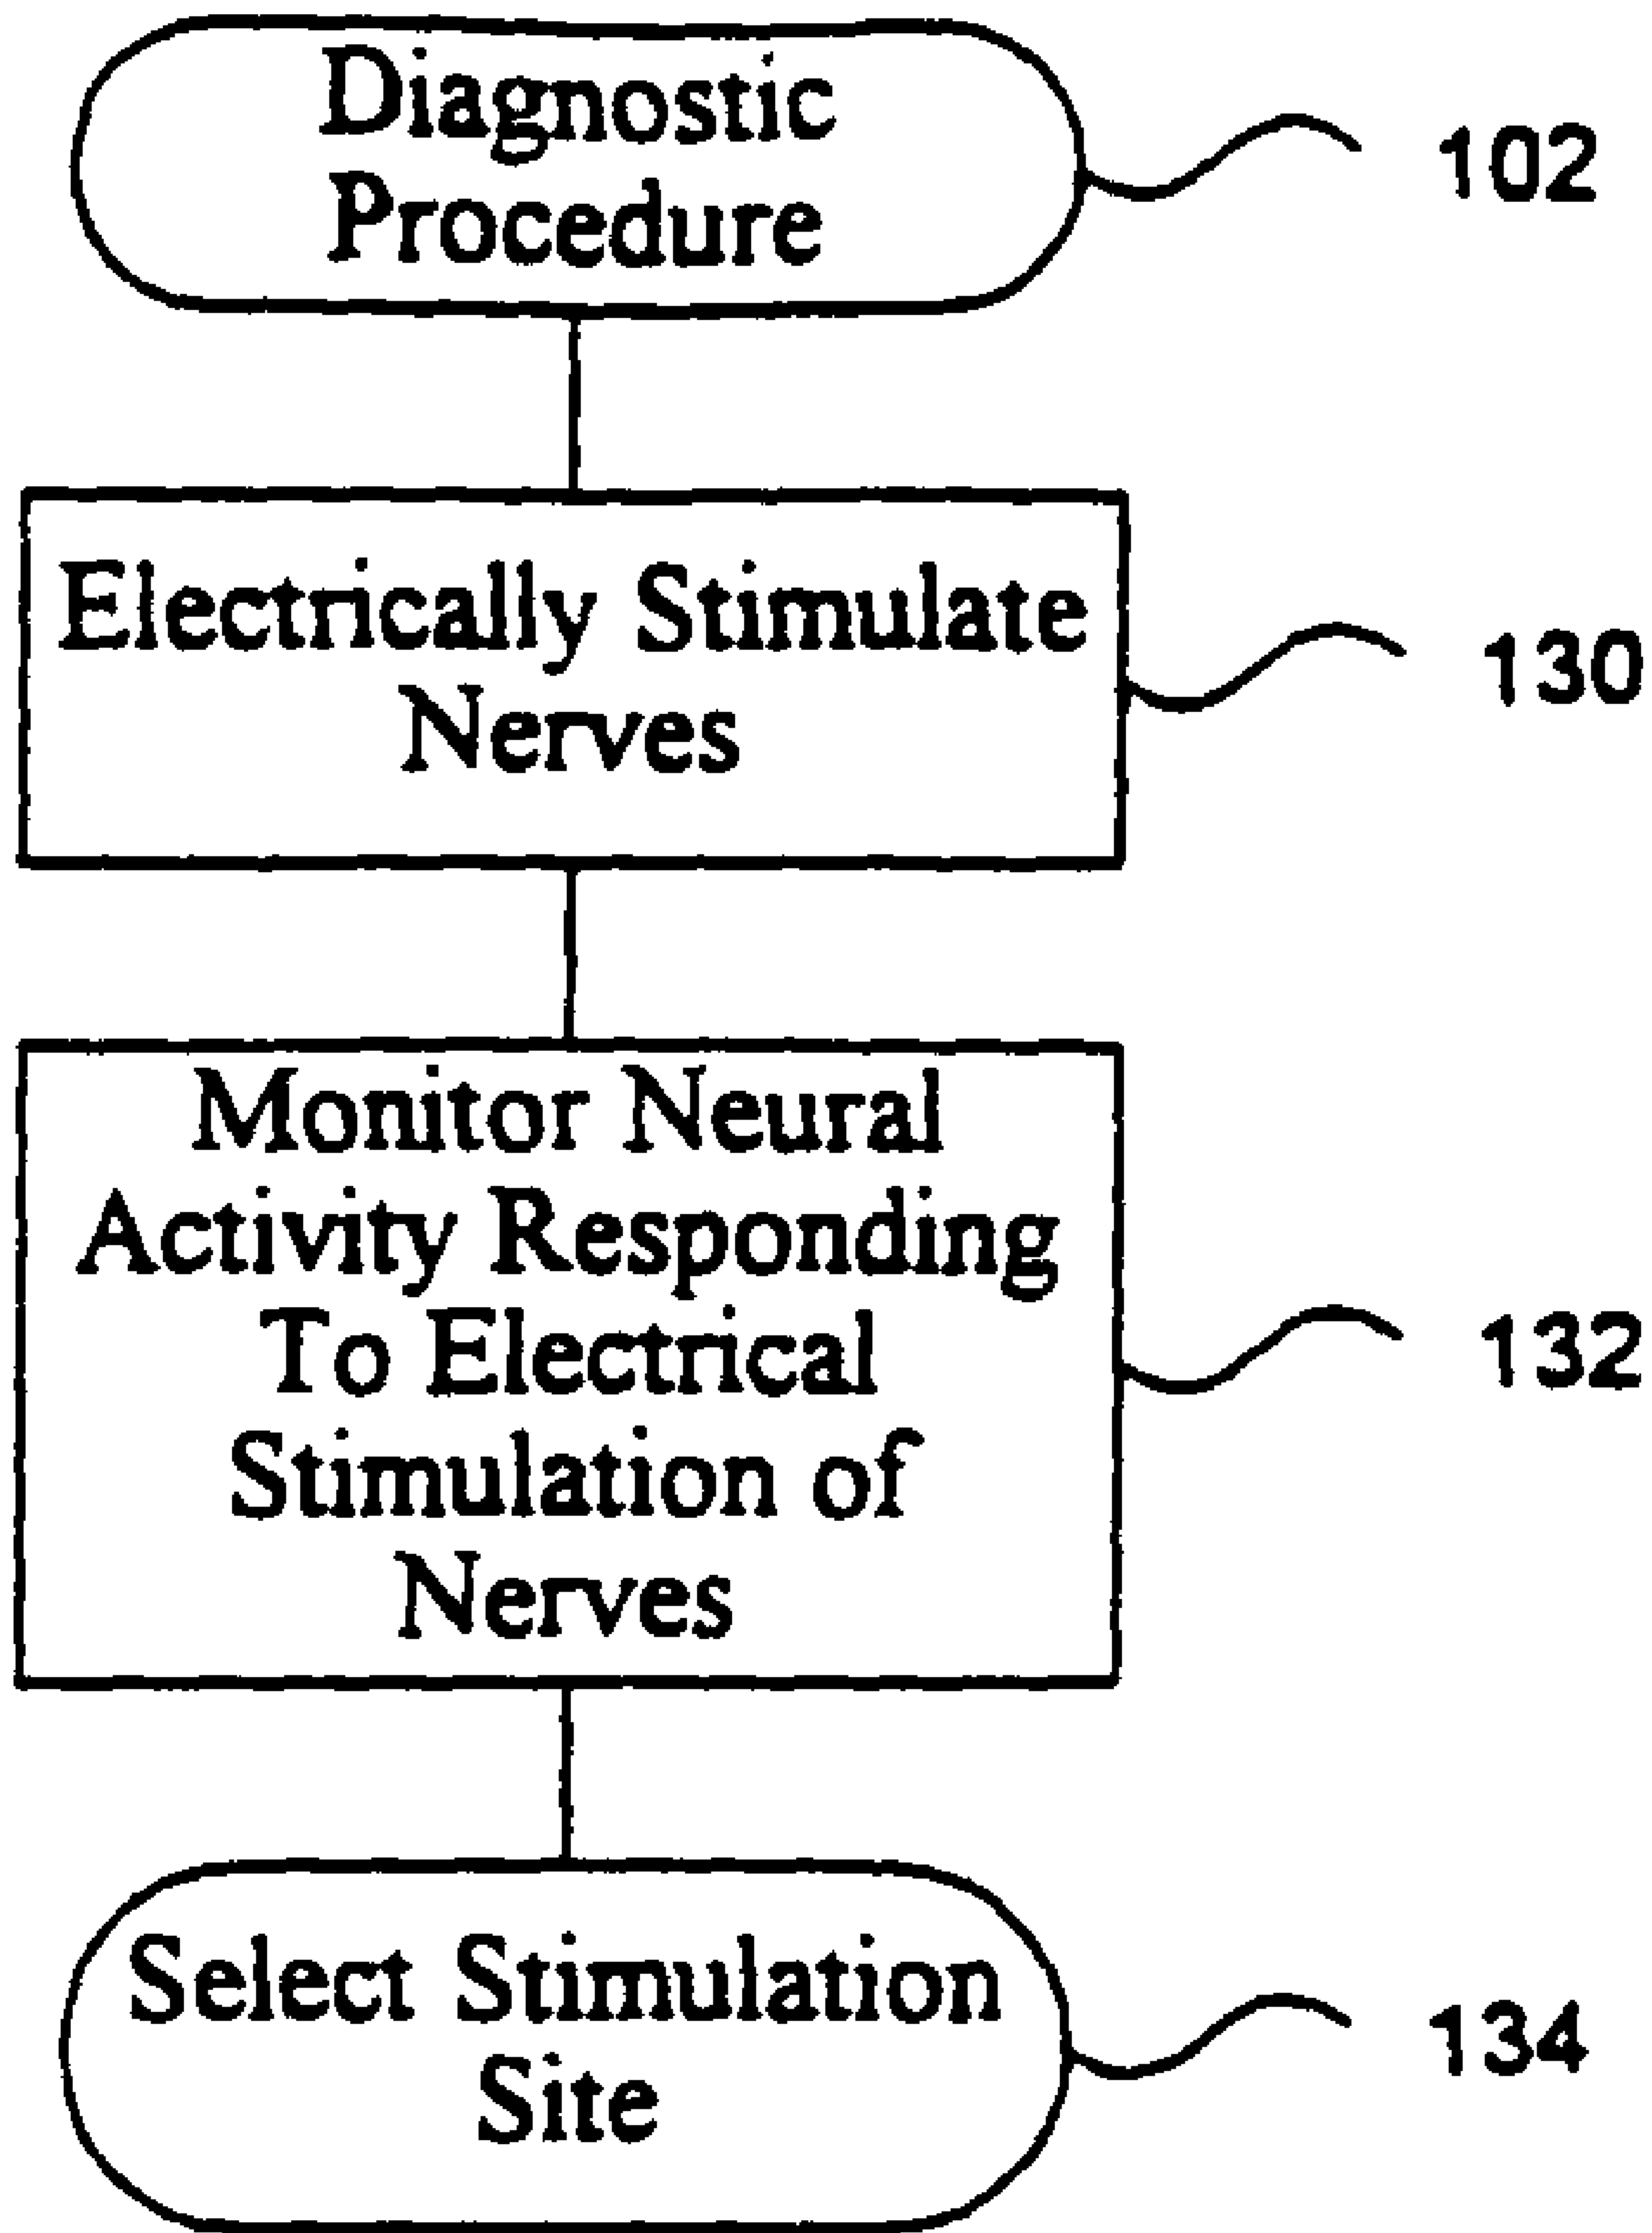 Diagnostic
Procedure
102
Electrically Stimulate
Nerves
130
Monitor Neural
Activity Responding
To Electrical
Stimulation of
Nerves
132
Select Stimulation
Site
134